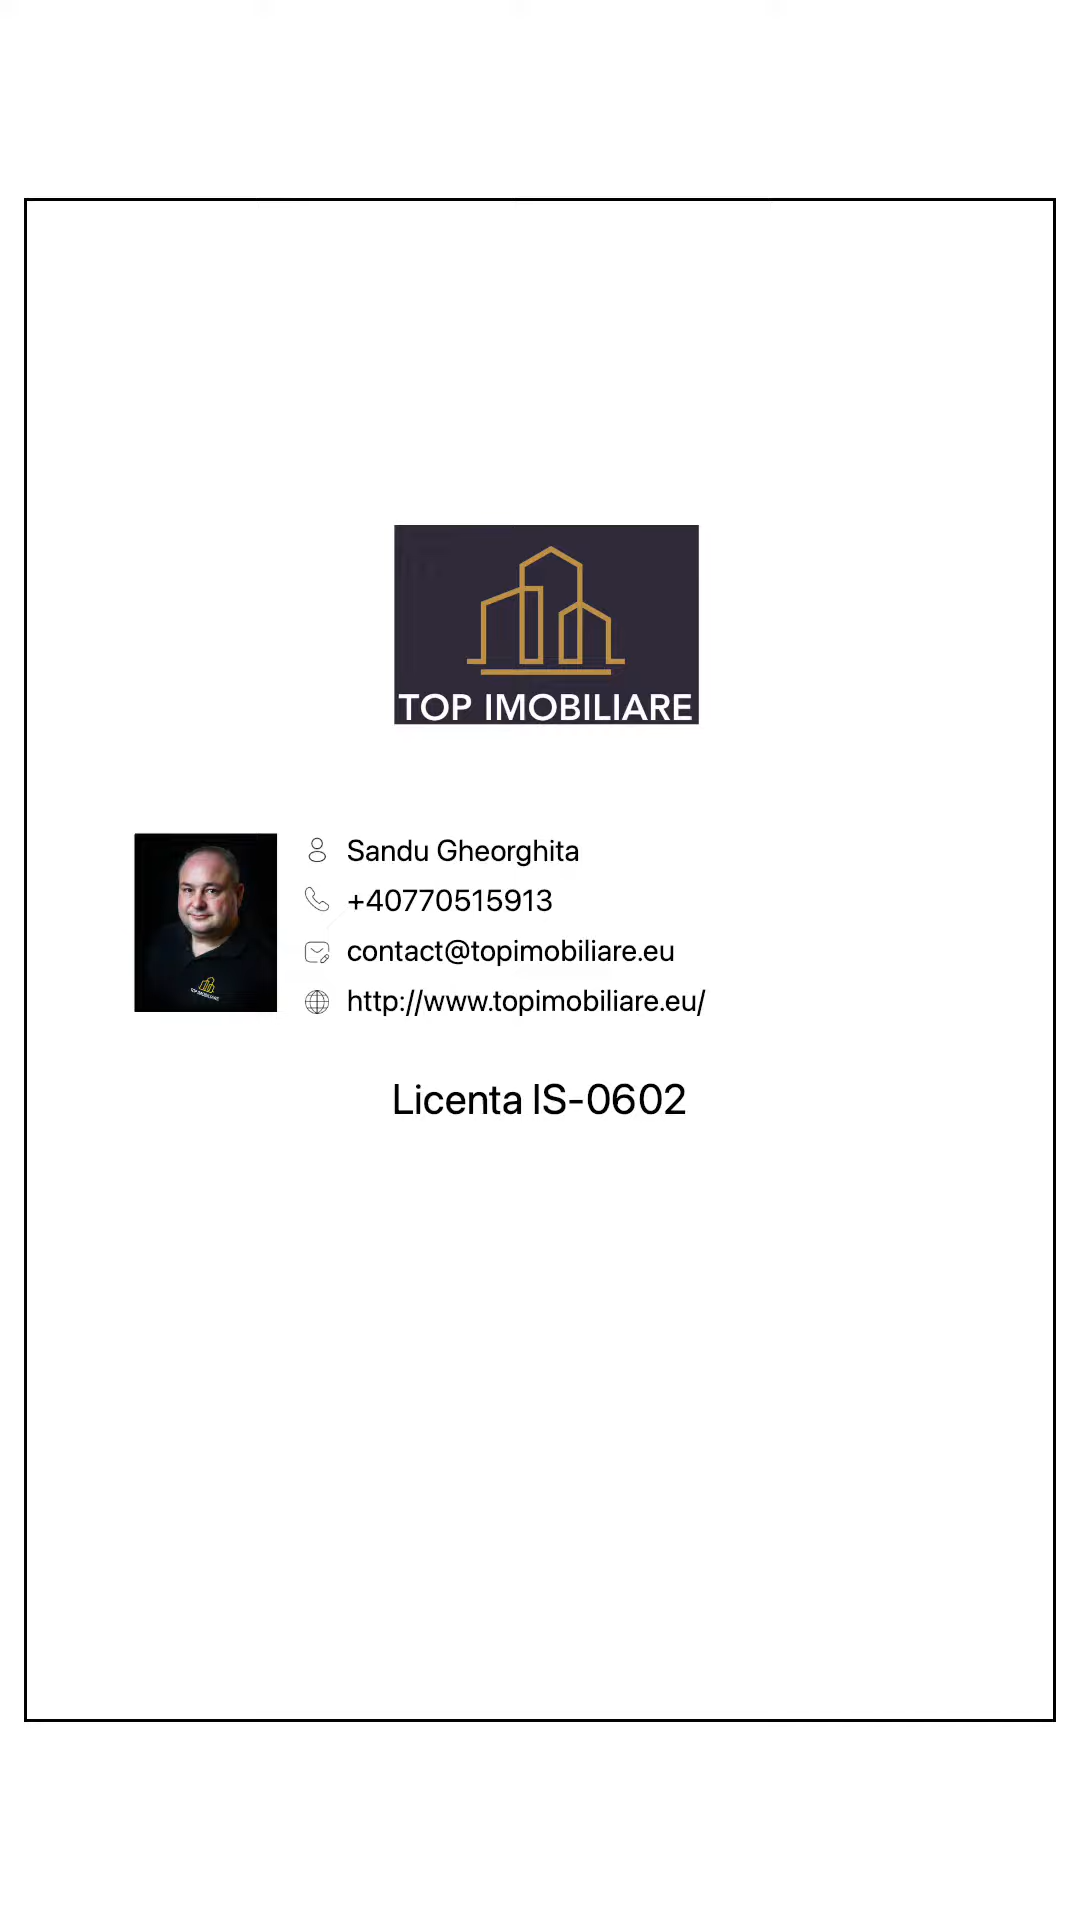 TOP IMOBILIARE
Sandu Gheorghita
+40770515913
contact@topimobiliare.eu
http://www.topimobiliare.eu/
Licenta IS-0602